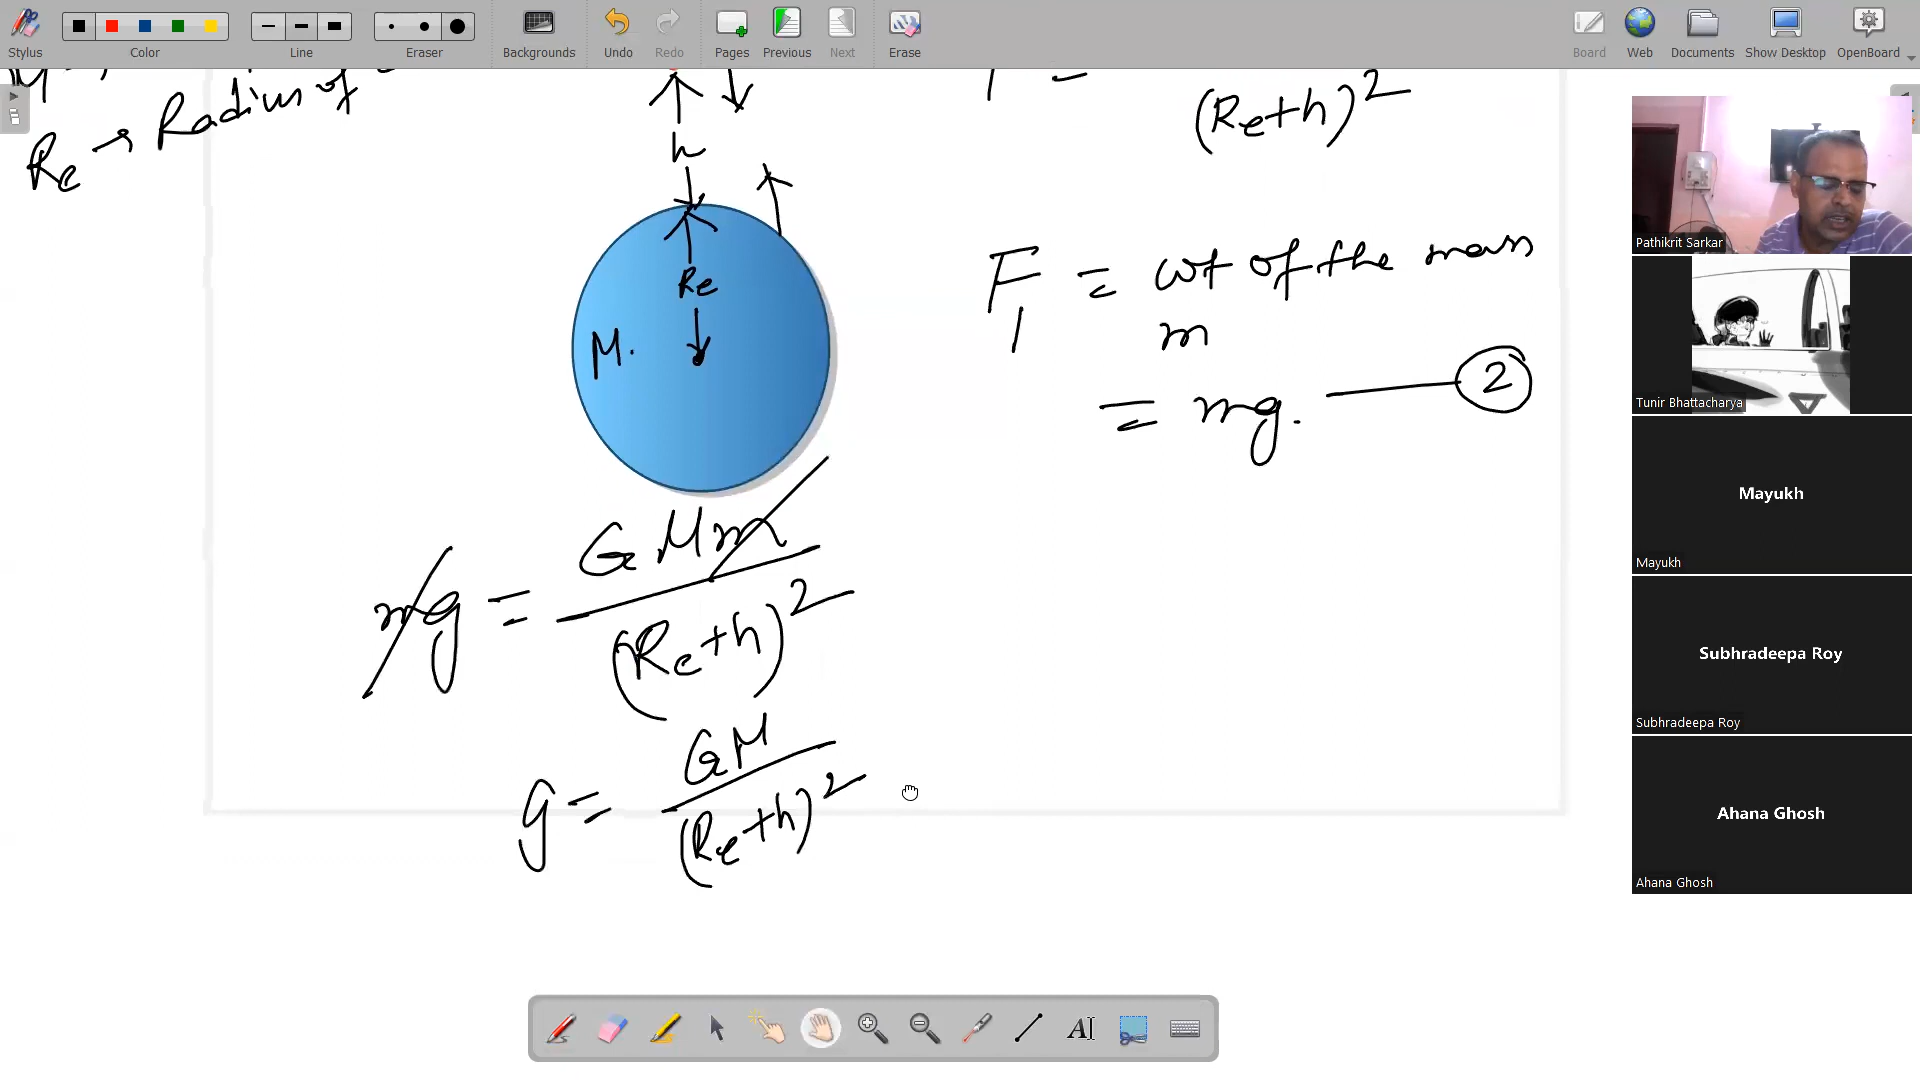 Stylus
Color
Line
Eraser
Backgrounds
Undo
Redo
Pages
Previous
Next
Erase
Board
Web
Documents
Show Desktop
OpenBoard
Re → Radius of
h
Re
M.
(Re+h)²
F = wt of the mass
m
= mg. — 2
mg = GMm / (Re+h)²
g = GM / (Re+h)²
Pathikrit Sarkar
Tunir Bhattacharya
Mayukh
Mayukh
Subhradeepa Roy
Subhradeepa Roy
Ahana Ghosh
Ahana Ghosh